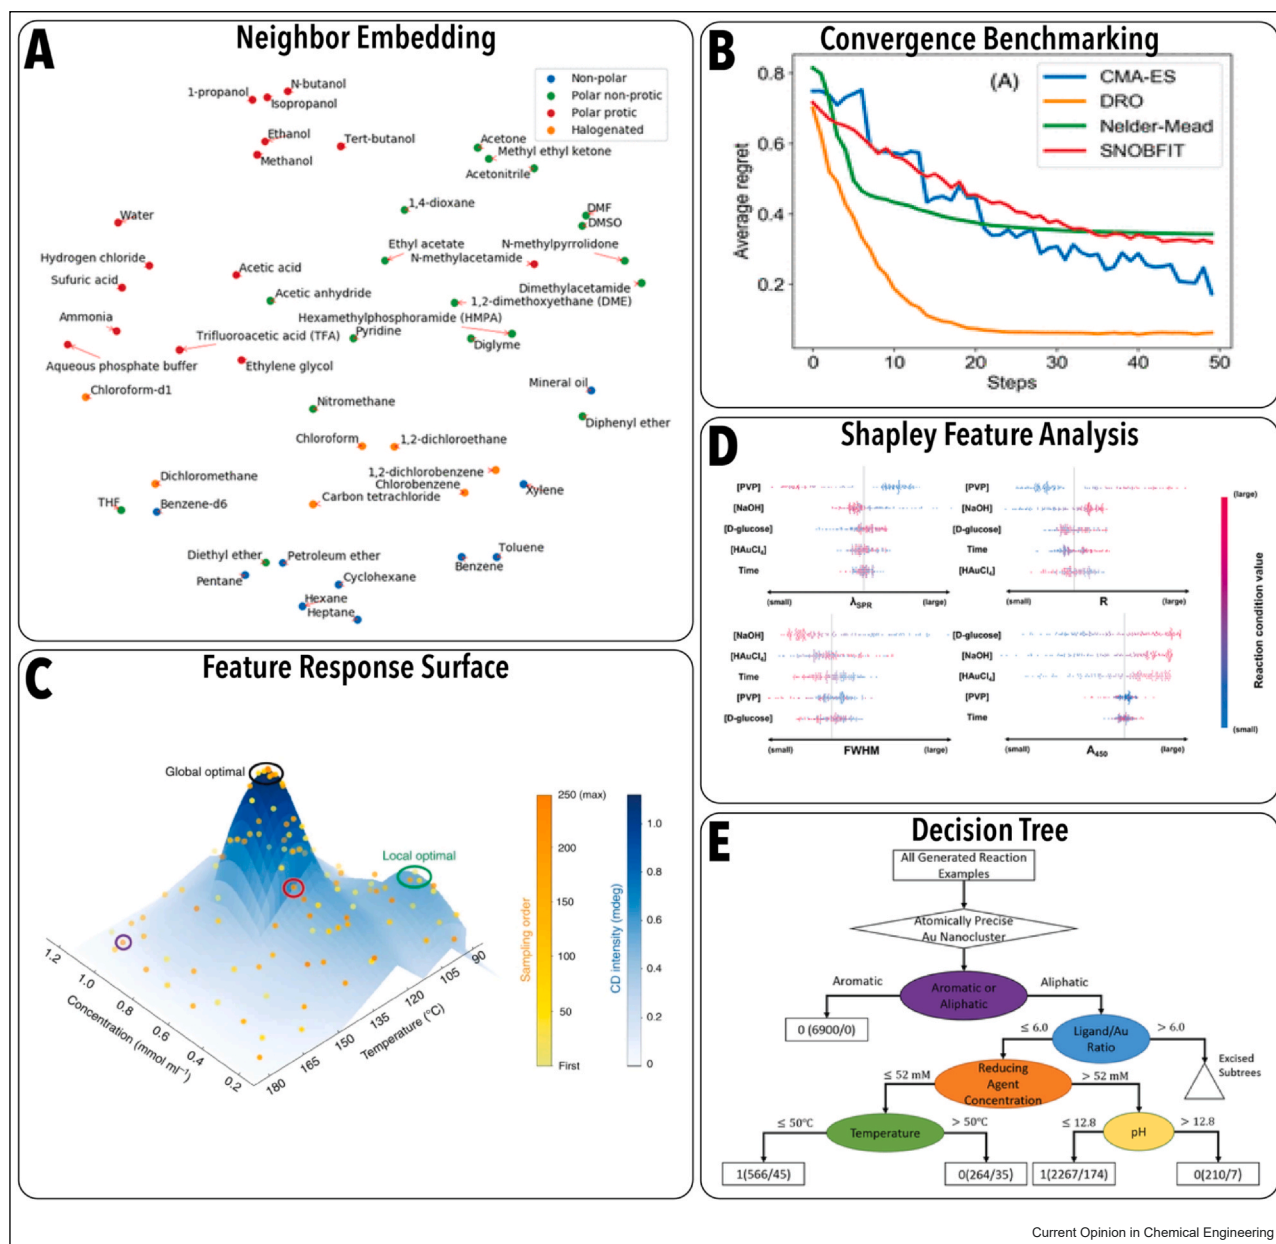 A
Neighbor Embedding
Non-polar
Polar non-protic
Polar protic
Halogenated
N-butanol
1-propanol
Isopropanol
Ethanol
Tert-butanol
Methanol
Acetone
Methyl ethyl ketone
Acetonitrile
1,4-dioxane
DMF
DMSO
Water
Ethyl acetate
N-methylpyrrolidone
N-methylacetamide
Hydrogen chloride
Acetic acid
Sufuric acid
Dimethylacetamide
Acetic anhydride
1,2-dimethoxyethane (DME)
Hexamethylphosphoramide (HMPA)
Ammonia
Trifluoroacetic acid (TFA)
Pyridine
Diglyme
Aqueous phosphate buffer
Ethylene glycol
Mineral oil
Chloroform-d1
Nitromethane
Diphenyl ether
Chloroform
1,2-dichloroethane
1,2-dichlorobenzene
Dichloromethane
Chlorobenzene
Xylene
Carbon tetrachloride
THF
Benzene-d6
Diethyl ether
Petroleum ether
Toluene
Benzene
Pentane
Cyclohexane
Hexane
Heptane
B
Convergence Benchmarking
(A)
CMA-ES
DRO
Nelder-Mead
SNOBFIT
Average regret
0.8
0.6
0.4
0.2
0 10 20 30 40 50
Steps
C
Feature Response Surface
Global optimal
Local optimal
Sampling order
250 (max)
200
150
100
50
First
CD intensity (mdeg)
1.0
0.8
0.6
0.4
0.2
0
1.2
1.0
0.8
0.6
0.4
0.2
Concentration (mmol ml⁻¹)
180
165
150
135
120
105
90
Temperature (°C)
D
Shapley Feature Analysis
[PVP]
[NaOH]
[D-glucose]
[HAuCl₄]
Time
(small) λSPR (large)
[PVP]
[NaOH]
[D-glucose]
Time
[HAuCl₄]
(small) R (large)
[NaOH]
[HAuCl₄]
Time
[PVP]
[D-glucose]
(small) FWHM (large)
[D-glucose]
[NaOH]
[HAuCl₄]
[PVP]
Time
(small) A₄₅₀ (large)
(large)
Reaction condition value
(small)
E
Decision Tree
All Generated Reaction
Examples
Atomically Precise
Au Nanocluster
Aromatic
Aromatic or
Aliphatic
Aliphatic
0 (6900/0)
≤ 6.0
Ligand/Au
Ratio
> 6.0
Excised
Subtrees
≤ 52 mM
Reducing
Agent
Concentration
> 52 mM
≤ 50°C
Temperature
> 50°C
≤ 12.8
pH
> 12.8
1(566/45)
0(264/35)
1(2267/174)
0(210/7)
Current Opinion in Chemical Engineering